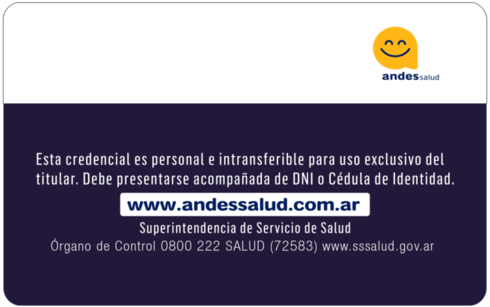 andessalud
Esta credencial es personal e intransferible para uso exclusivo del
titular. Debe presentarse acompañada de DNI o Cédula de Identidad.
www.andessalud.com.ar
Superintendencia de Servicio de Salud
Órgano de Control 0800 222 SALUD (72583) www.sssalud.gov.ar